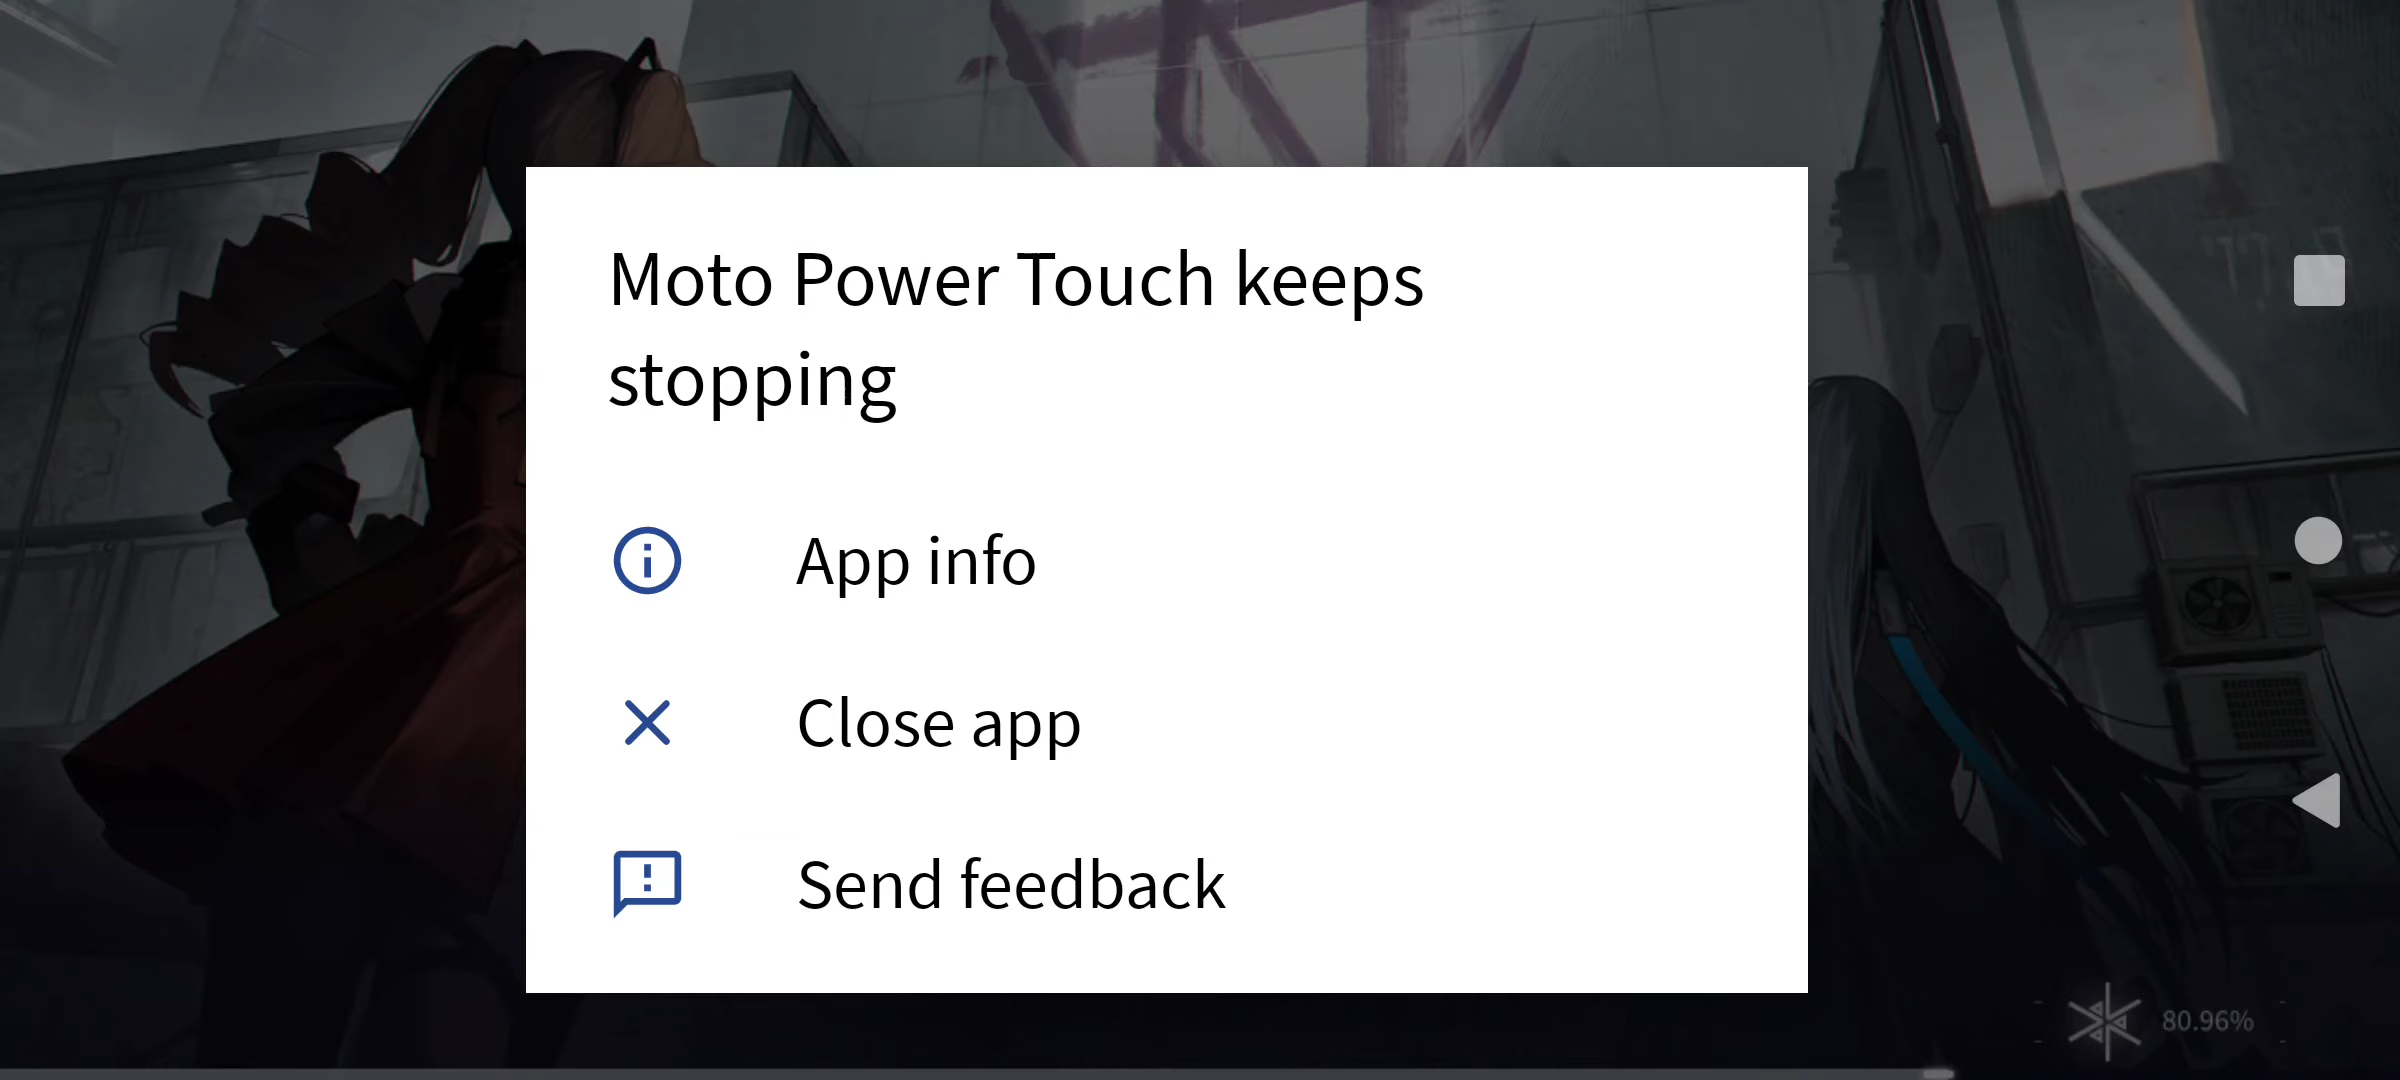 Moto Power Touch keeps
stopping
App info
Close app
Send feedback
80.96%